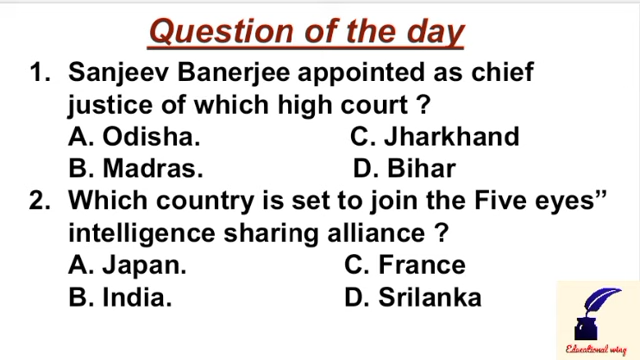 Question of the day
1. Sanjeev Banerjee appointed as chief
justice of which high court ?
A. Odisha. C. Jharkhand
B. Madras. D. Bihar
2. Which country is set to join the Five eyes”
intelligence sharing alliance ?
A. Japan. C. France
B. India. D. Srilanka
Educational wing